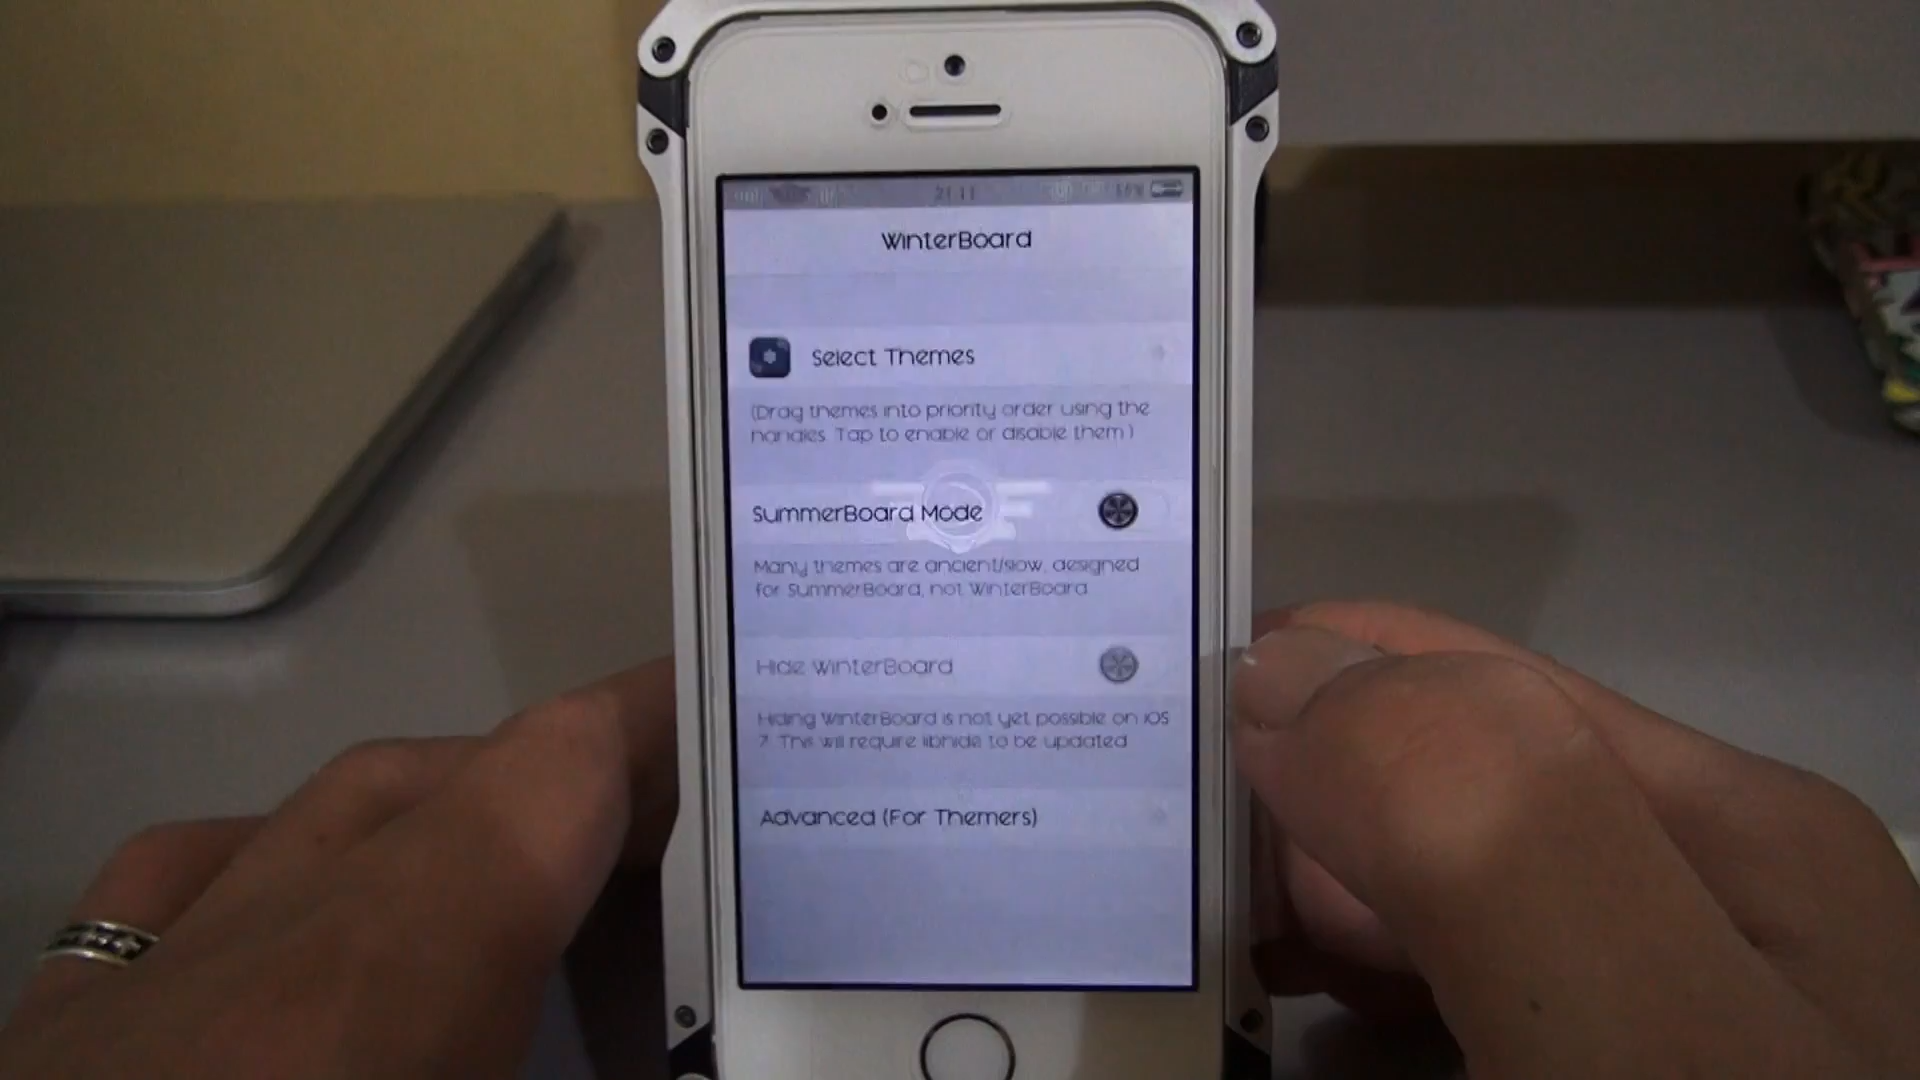 21:11
WinterBoard
Select Themes
(Drag themes into priority order using the
handles. Tap to enable or disable them.)
SummerBoard Mode
Many themes are ancient/slow, designed
for SummerBoard, not WinterBoard.
Hide WinterBoard
Hiding WinterBoard is not yet possible on iOS
7. This will require libhide to be updated.
Advanced (For Themers)